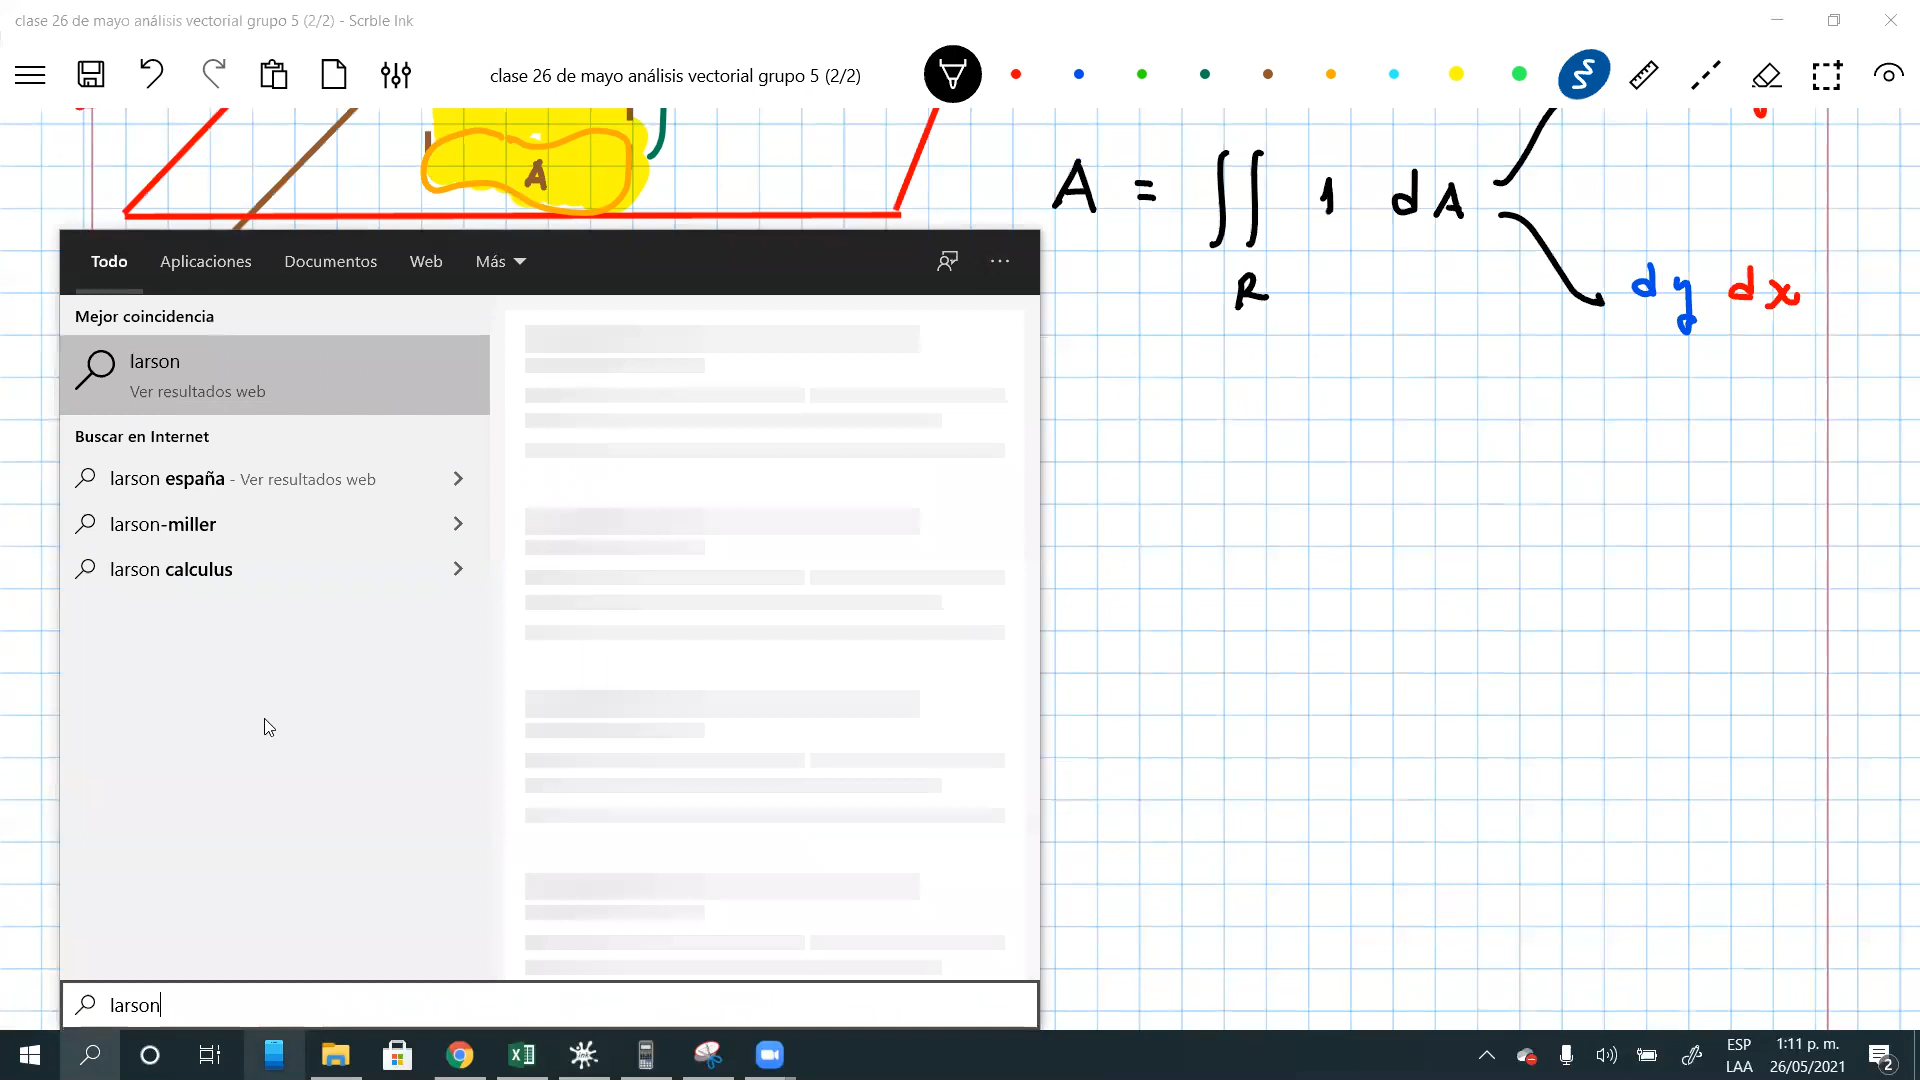 clase 26 de mayo análisis vectorial grupo 5 (2/2) - Scrble Ink
clase 26 de mayo análisis vectorial grupo 5 (2/2)
A
A = ∬ 1 dA
R
dy dx
Todo Aplicaciones Documentos Web Más
Mejor coincidencia
larson
Ver resultados web
Buscar en Internet
larson españa - Ver resultados web
larson-miller
larson calculus
larson
ESP
LAA
1:11 p. m.
26/05/2021
2